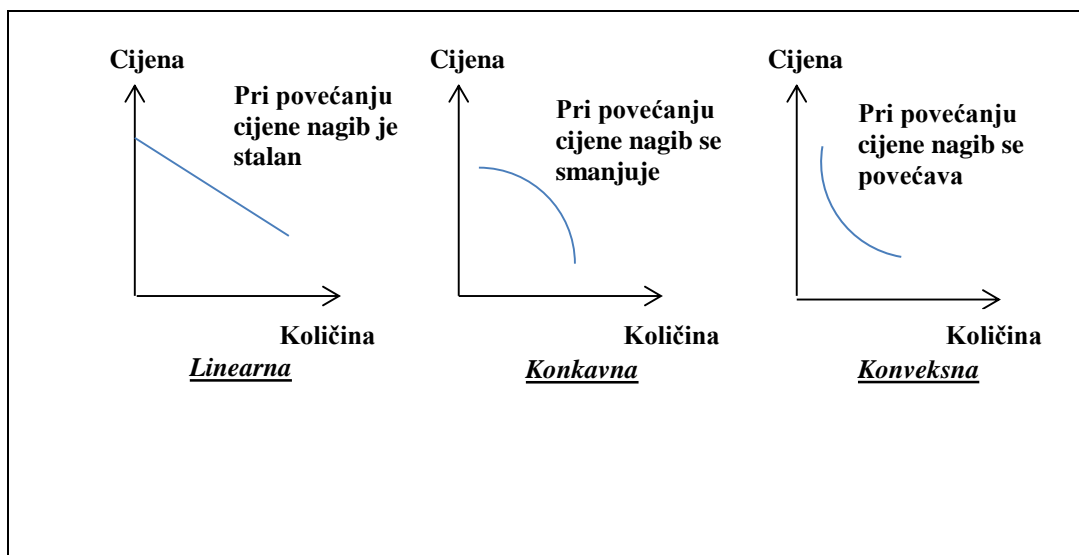 Cijena
Pri povećanju
cijene nagib je
stalan
Količina
Linearna
Cijena
Pri povećanju
cijene nagib se
smanjuje
Količina
Konkavna
Cijena
Pri povećanju
cijene nagib se
povećava
Količina
Konveksna